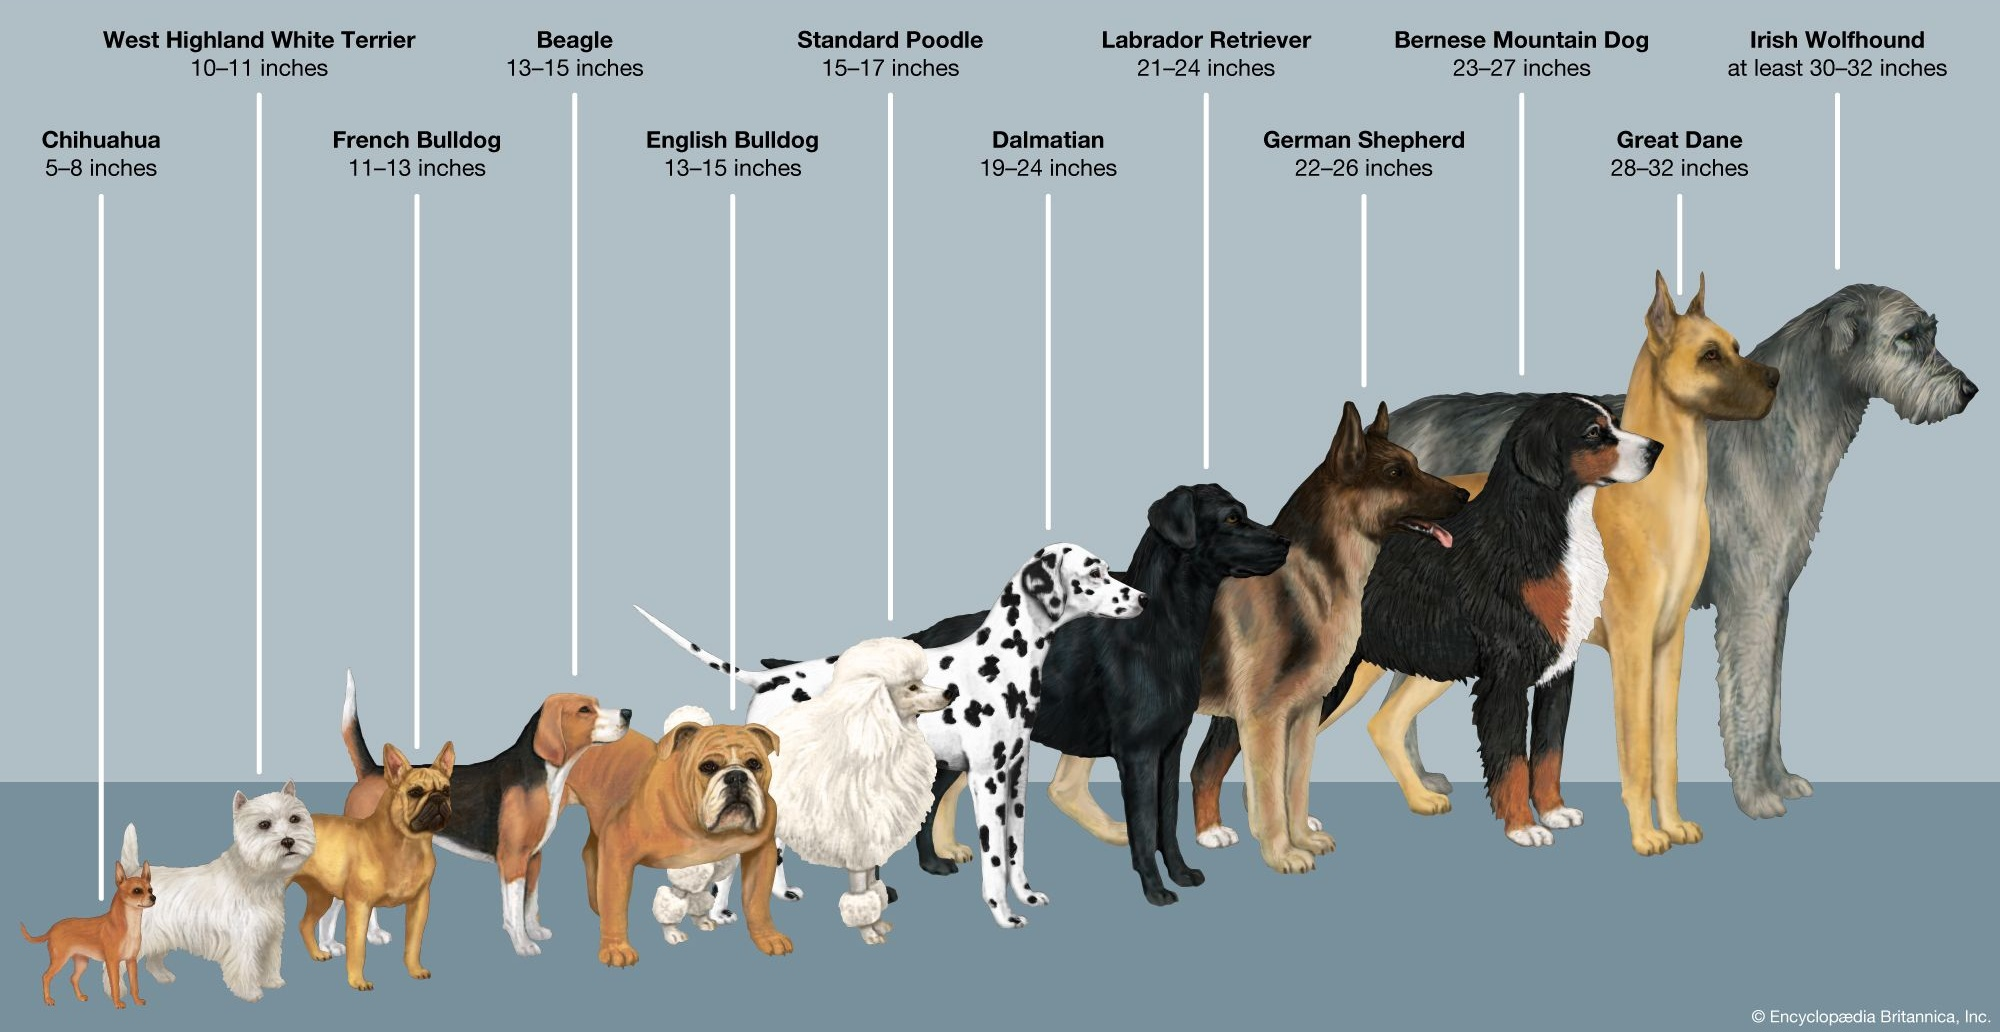 West Highland White Terrier
10–11 inches
Beagle
13–15 inches
Standard Poodle
15–17 inches
Labrador Retriever
21–24 inches
Bernese Mountain Dog
23–27 inches
Irish Wolfhound
at least 30–32 inches
Chihuahua
5–8 inches
French Bulldog
11–13 inches
English Bulldog
13–15 inches
Dalmatian
19–24 inches
German Shepherd
22–26 inches
Great Dane
28–32 inches
© Encyclopædia Britannica, Inc.